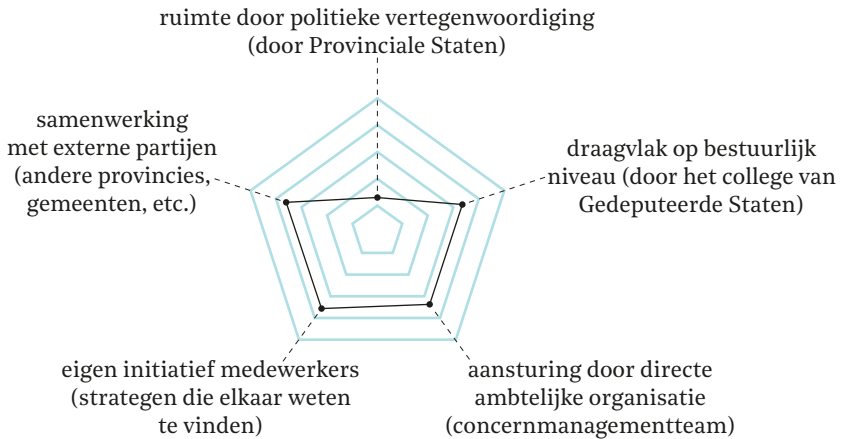 ruimte door politieke vertegenwoordiging
(door Provinciale Staten)
samenwerking
met externe partijen
(andere provincies,
gemeenten, etc.)
draagvlak op bestuurlijk
niveau (door het college van
Gedeputeerde Staten)
eigen initiatief medewerkers
(strategen die elkaar weten
te vinden)
aansturing door directe
ambtelijke organisatie
(concernmanagementteam)